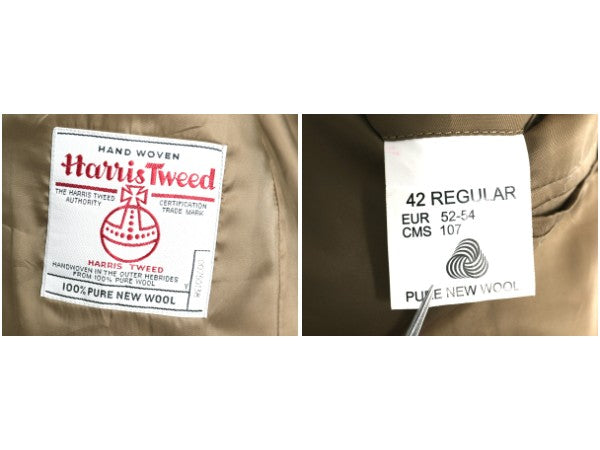 HAND WOVEN
Harris Tweed
THE HARRIS TWEED
AUTHORITY
CERTIFICATION
TRADE MARK
HARRIS TWEED
HANDWOVEN IN THE OUTER HEBRIDES
FROM 100% PURE WOOL
100% PURE NEW WOOL
42 REGULAR
EUR 52-54
CMS 107
PURE NEW WOOL